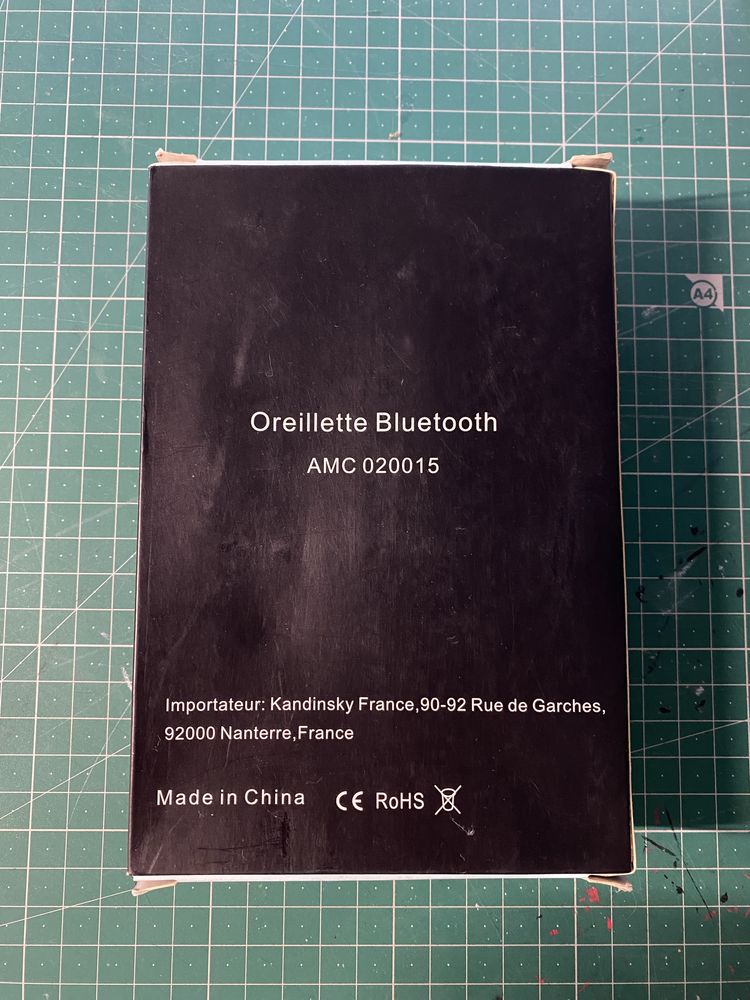 A4
Oreillette Bluetooth
AMC 020015
Importateur: Kandinsky France,90-92 Rue de Garches,
92000 Nanterre,France
Made in China CE RoHS